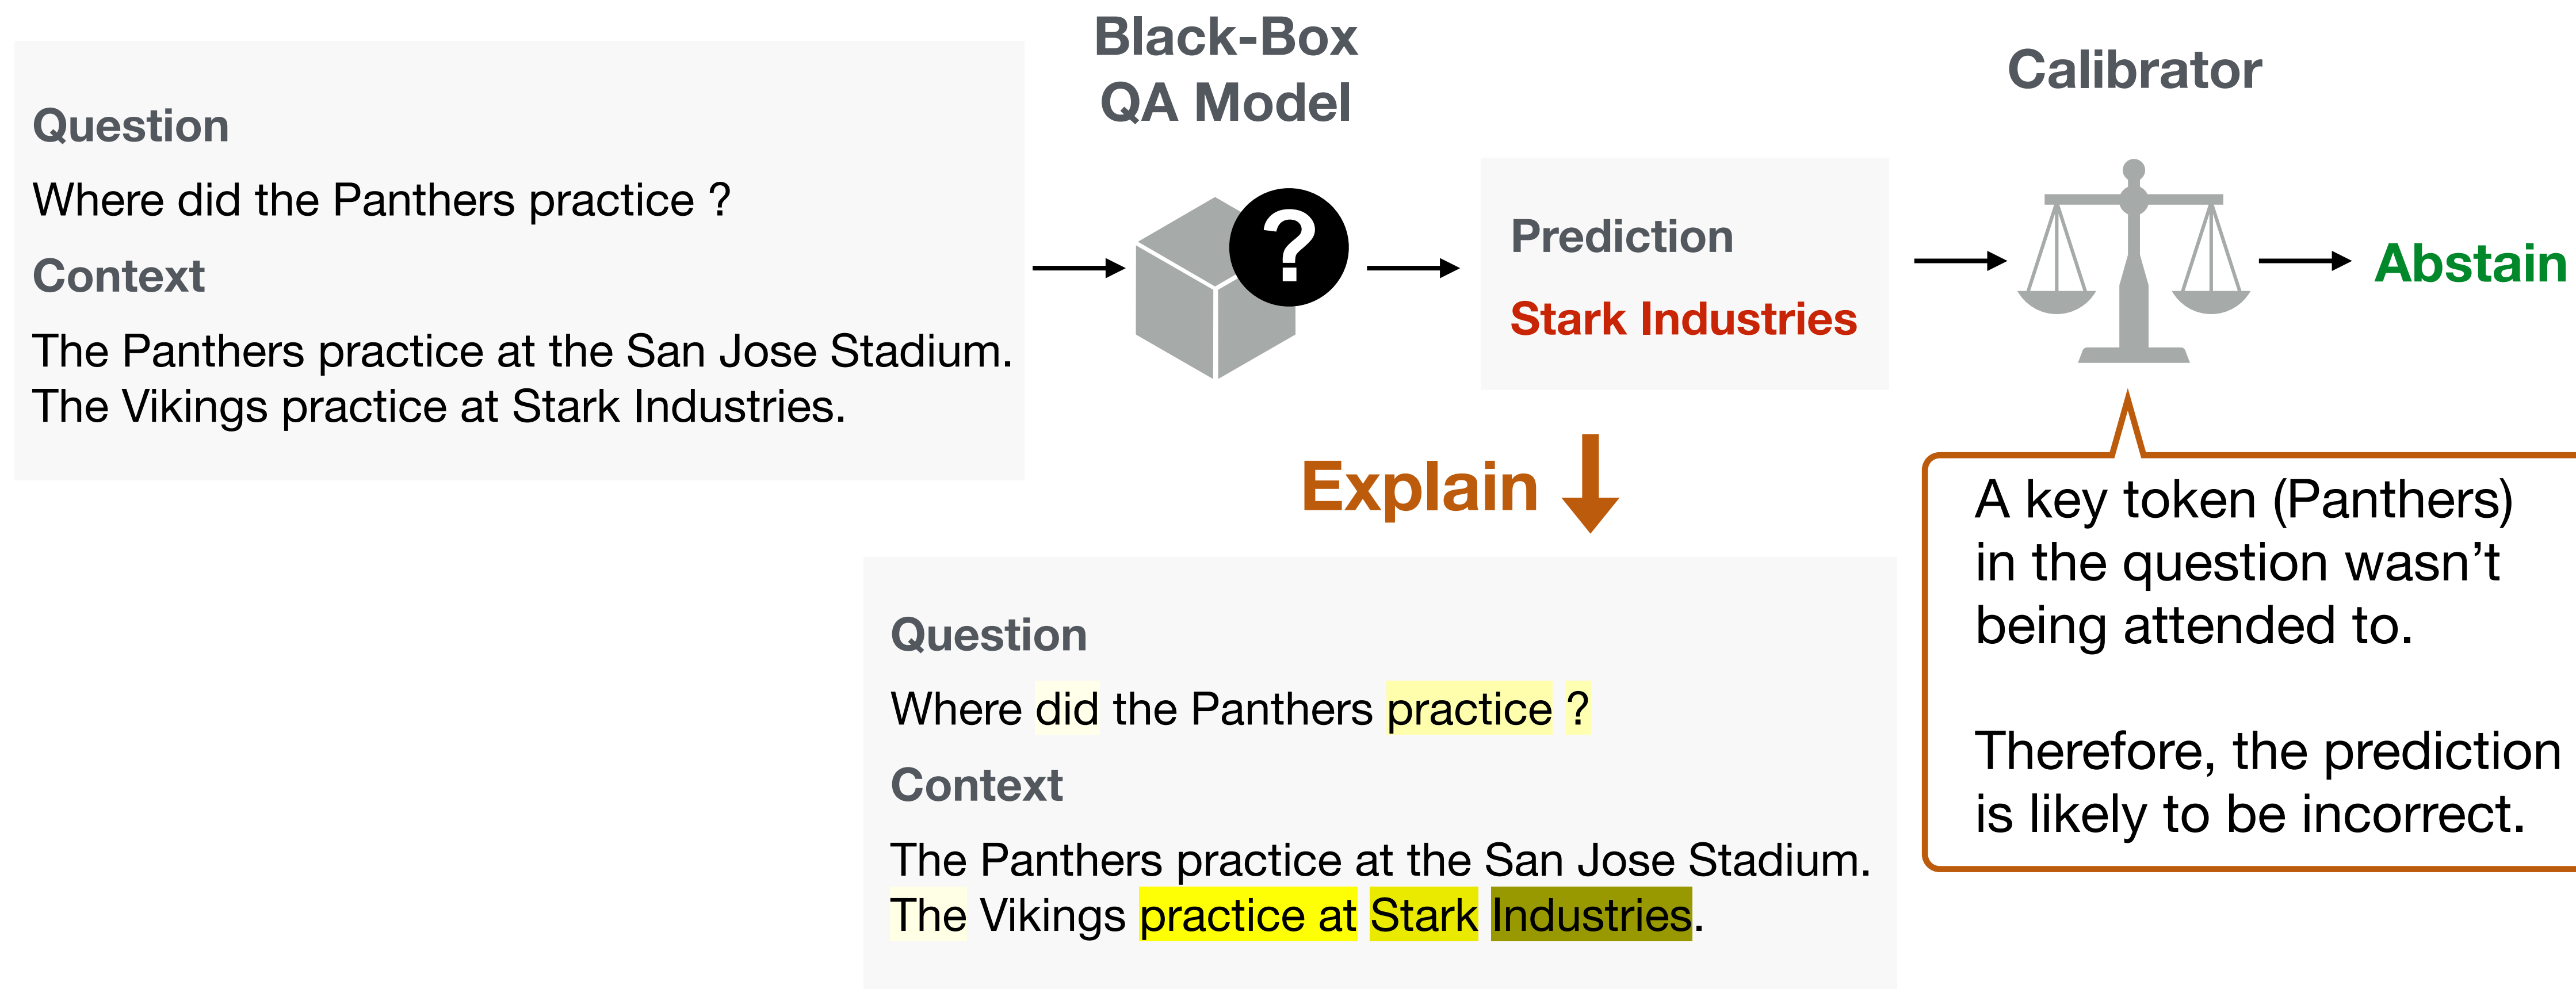 Question
Where did the Panthers practice ?
Context
The Panthers practice at the San Jose Stadium.
The Vikings practice at Stark Industries.
Black-Box
QA Model
?
Prediction
Stark Industries
Calibrator
Abstain
Explain
Question
Where did the Panthers practice ?
Context
The Panthers practice at the San Jose Stadium.
The Vikings practice at Stark Industries.
A key token (Panthers)
in the question wasn’t
being attended to.
Therefore, the prediction
is likely to be incorrect.